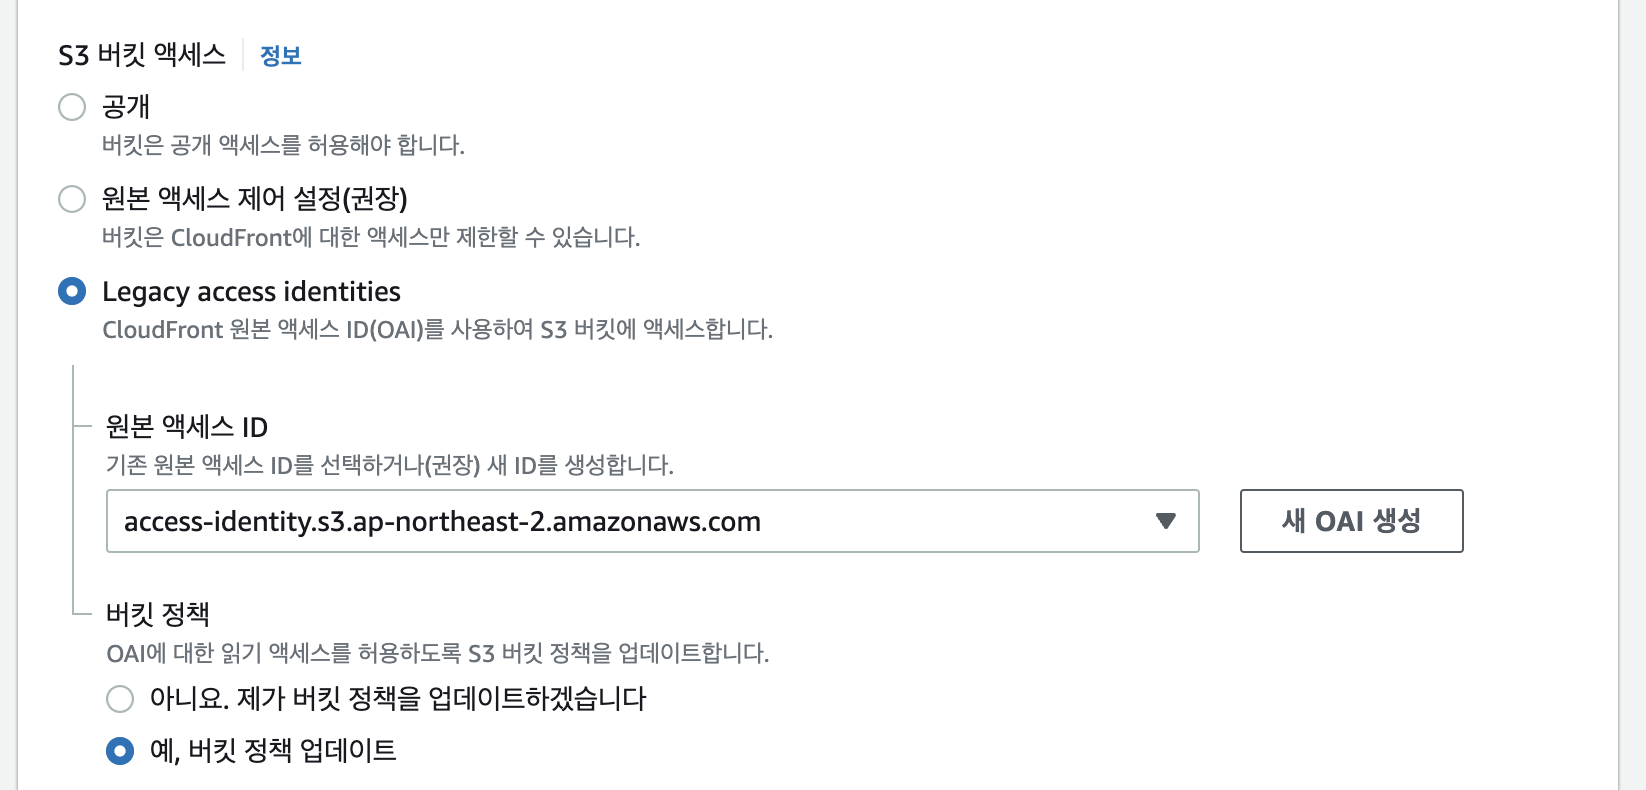 S3 버킷 액세스 정보
공개
버킷은 공개 액세스를 허용해야 합니다.
원본 액세스 제어 설정(권장)
버킷은 CloudFront에 대한 액세스만 제한할 수 있습니다.
Legacy access identities
CloudFront 원본 액세스 ID(OAI)를 사용하여 S3 버킷에 액세스합니다.
원본 액세스 ID
기존 원본 액세스 ID를 선택하거나(권장) 새 ID를 생성합니다.
access-identity.s3.ap-northeast-2.amazonaws.com
새 OAI 생성
버킷 정책
OAI에 대한 읽기 액세스를 허용하도록 S3 버킷 정책을 업데이트합니다.
아니요. 제가 버킷 정책을 업데이트하겠습니다
예, 버킷 정책 업데이트